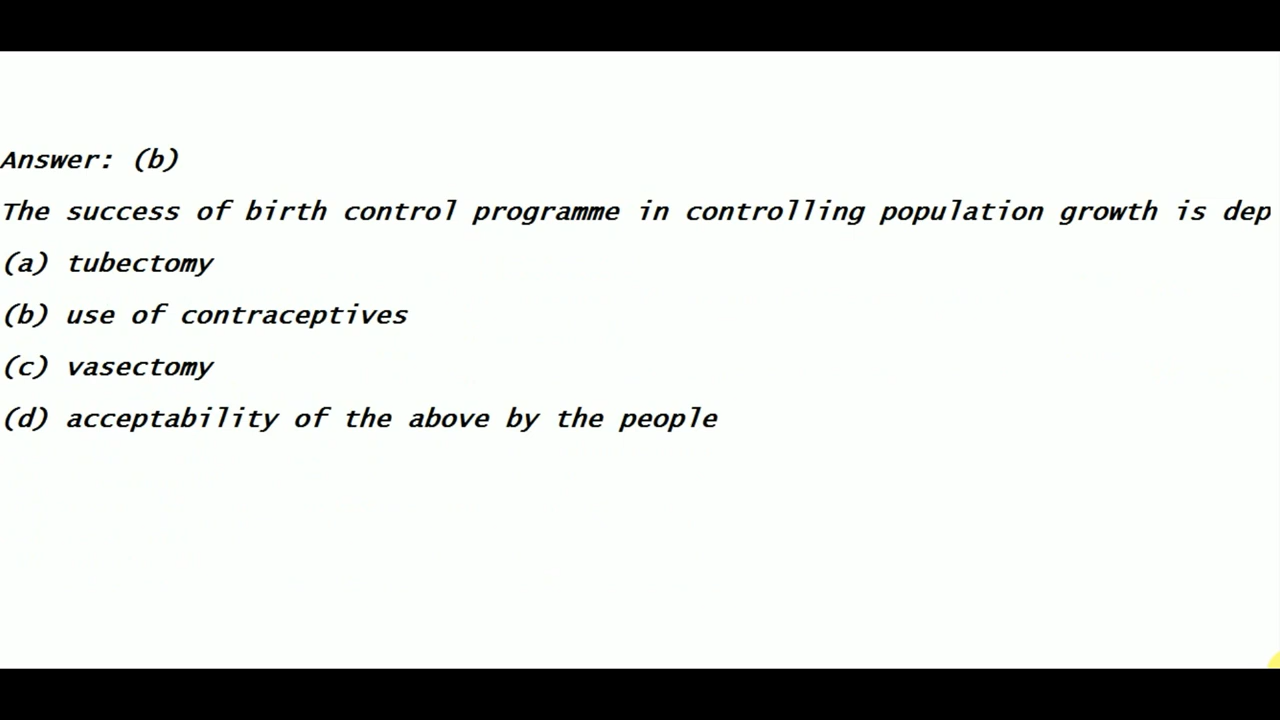 Answer: (b)
The success of birth control programme in controlling population growth is dep
(a) tubectomy
(b) use of contraceptives
(c) vasectomy
(d) acceptability of the above by the people